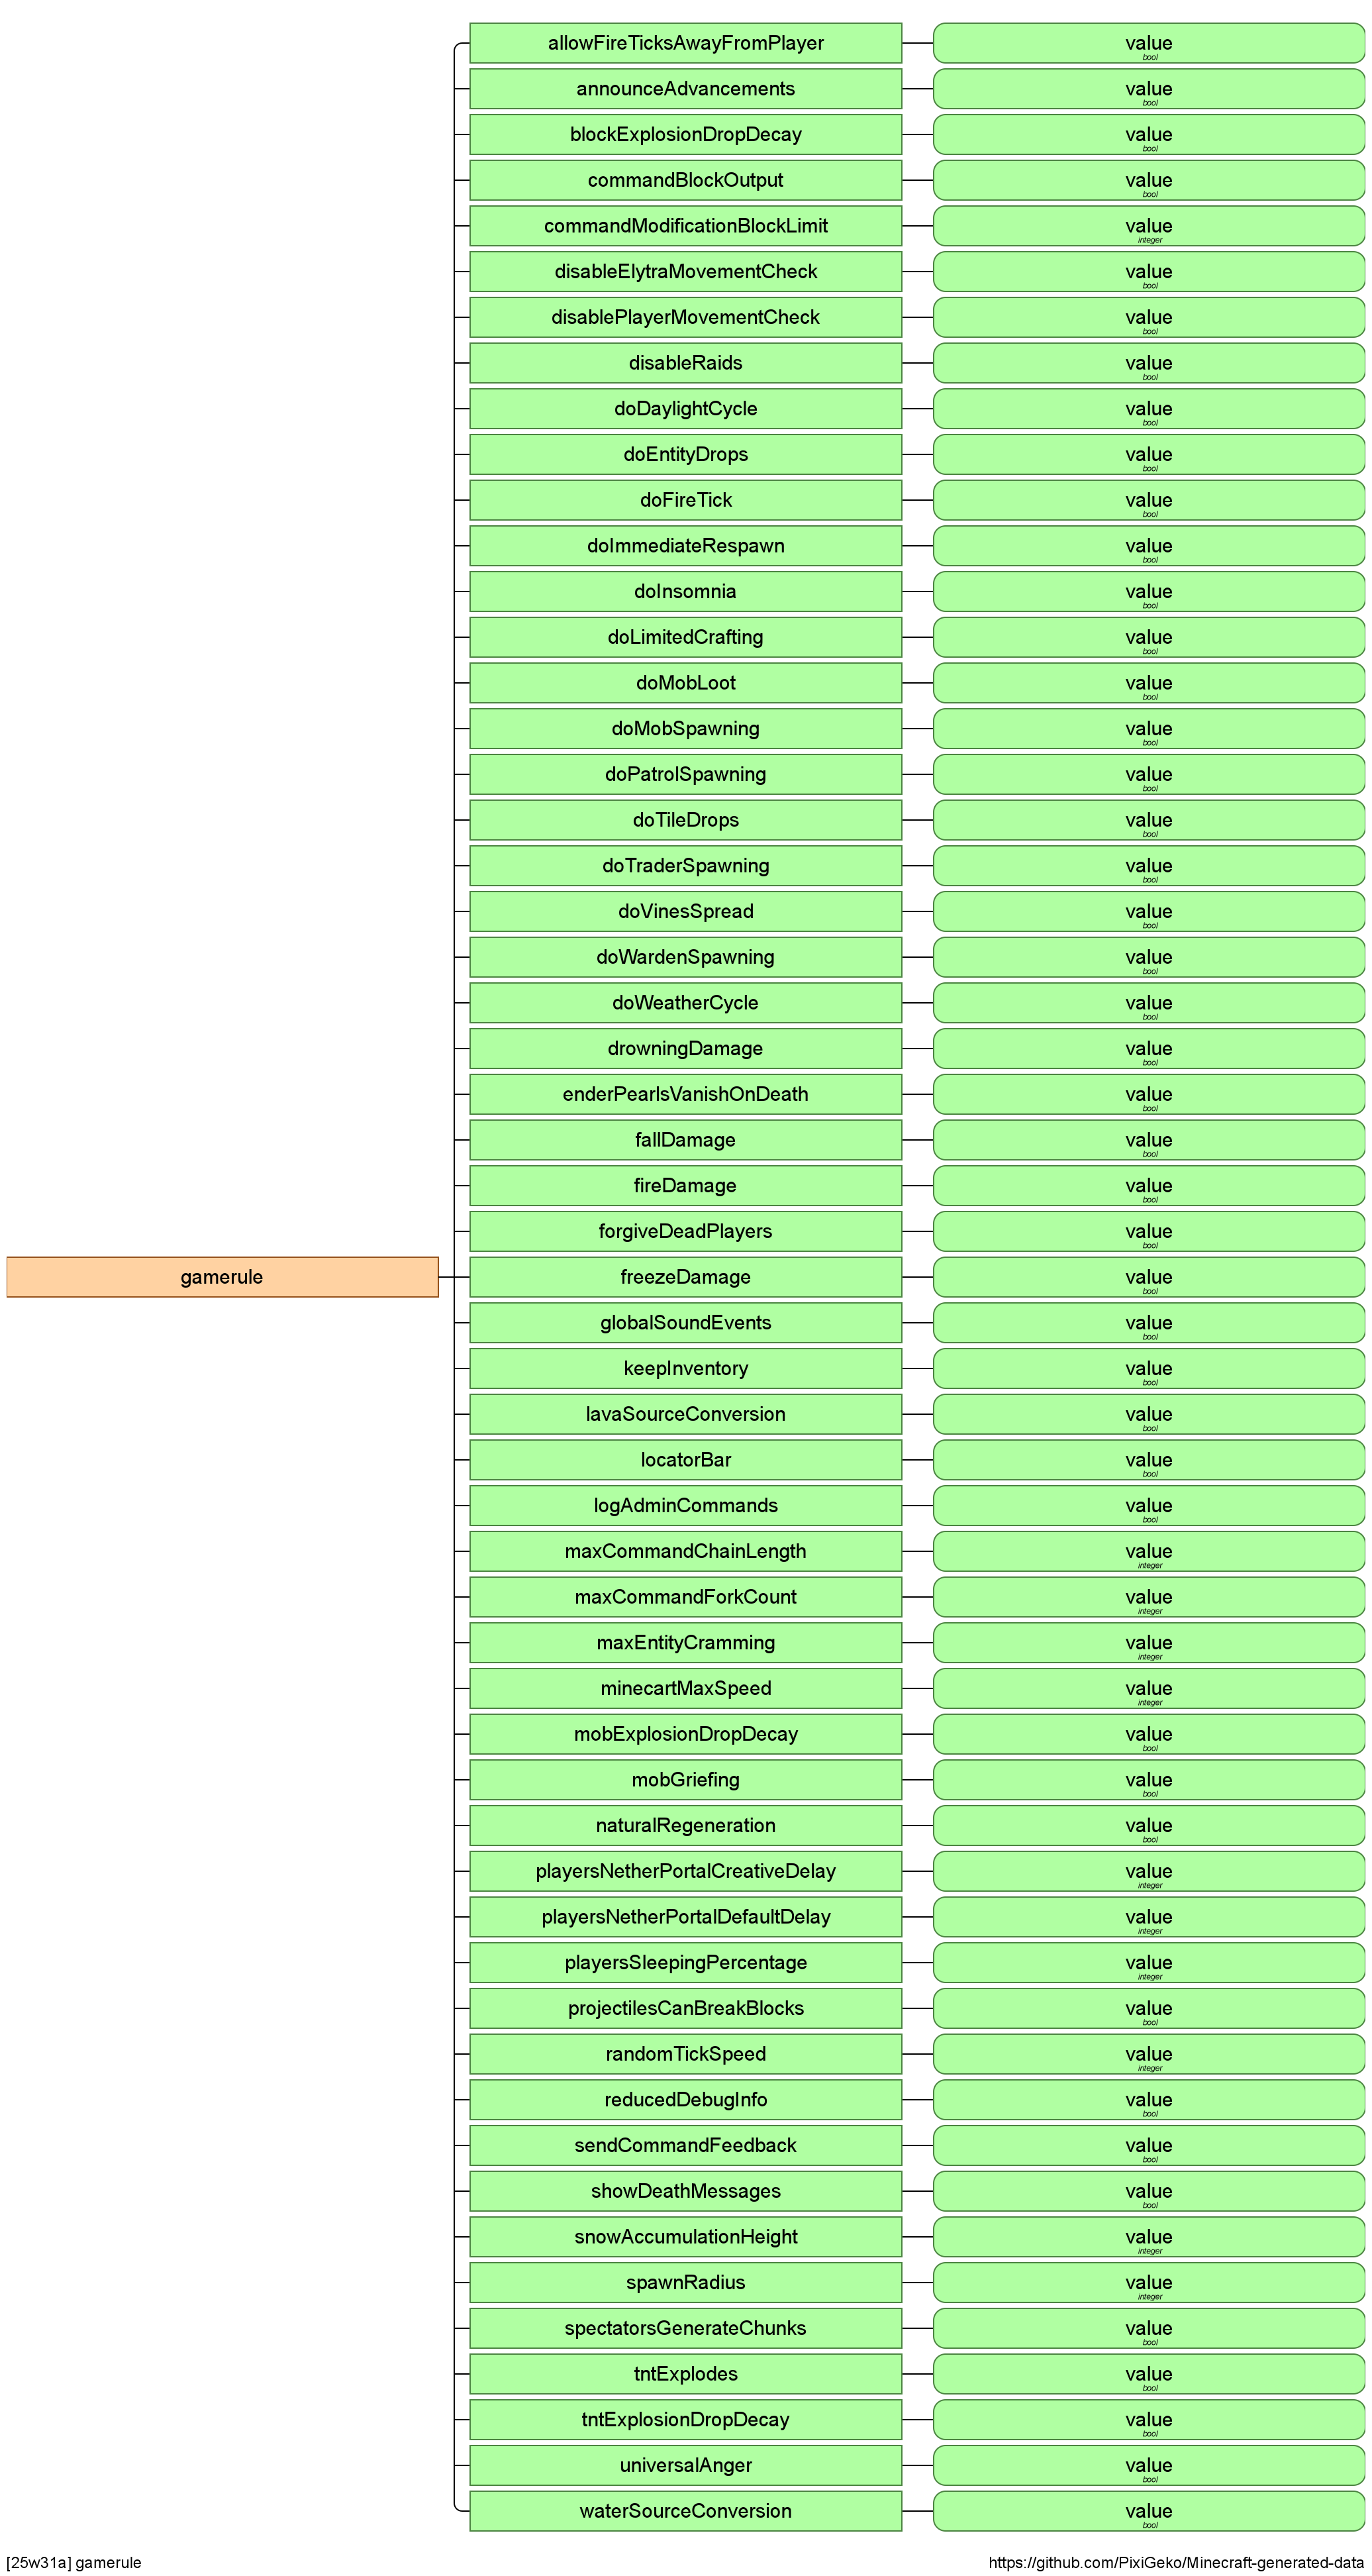 allowFireTicksAwayFromPlayer value
bool
announceAdvancements value
bool
blockExplosionDropDecay value
bool
commandBlockOutput value
bool
commandModificationBlockLimit value
integer
disableElytraMovementCheck value
bool
disablePlayerMovementCheck value
bool
disableRaids value
bool
doDaylightCycle value
bool
doEntityDrops value
bool
doFireTick value
bool
doImmediateRespawn value
bool
doInsomnia value
bool
doLimitedCrafting value
bool
doMobLoot value
bool
doMobSpawning value
bool
doPatrolSpawning value
bool
doTileDrops value
bool
doTraderSpawning value
bool
doVinesSpread value
bool
doWardenSpawning value
bool
doWeatherCycle value
bool
drowningDamage value
bool
enderPearlsVanishOnDeath value
bool
fallDamage value
bool
fireDamage value
bool
forgiveDeadPlayers value
bool
gamerule freezeDamage value
bool
globalSoundEvents value
bool
keepInventory value
bool
lavaSourceConversion value
bool
locatorBar value
bool
logAdminCommands value
bool
maxCommandChainLength value
integer
maxCommandForkCount value
integer
maxEntityCramming value
integer
minecartMaxSpeed value
integer
mobExplosionDropDecay value
bool
mobGriefing value
bool
naturalRegeneration value
bool
playersNetherPortalCreativeDelay value
integer
playersNetherPortalDefaultDelay value
integer
playersSleepingPercentage value
integer
projectilesCanBreakBlocks value
bool
randomTickSpeed value
integer
reducedDebugInfo value
bool
sendCommandFeedback value
bool
showDeathMessages value
bool
snowAccumulationHeight value
integer
spawnRadius value
integer
spectatorsGenerateChunks value
bool
tntExplodes value
bool
tntExplosionDropDecay value
bool
universalAnger value
bool
waterSourceConversion value
bool
[25w31a] gamerule https://github.com/PixiGeko/Minecraft-generated-data